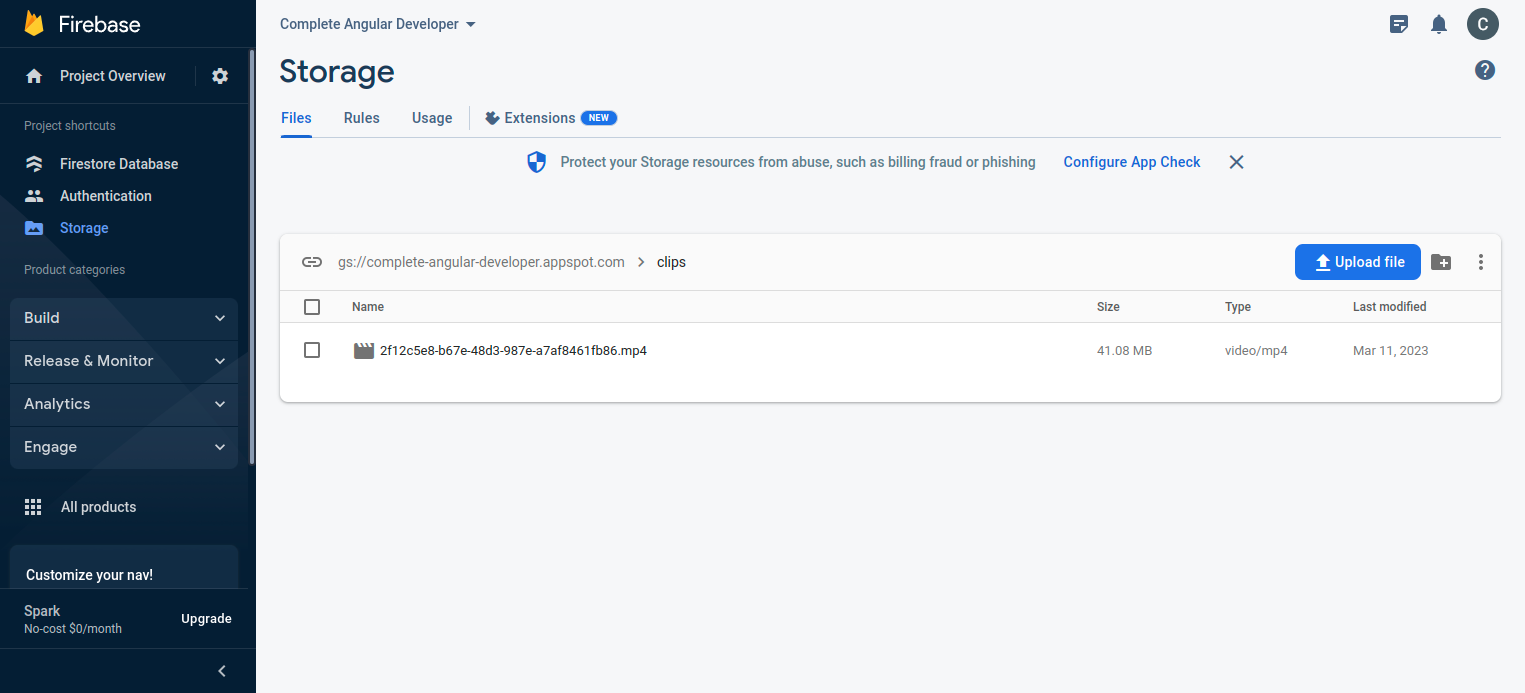 Firebase
Project Overview
Project shortcuts
Firestore Database
Authentication
Storage
Product categories
Build
Release & Monitor
Analytics
Engage
All products
Customize your nav!
Spark
No-cost $0/month
Upgrade
Complete Angular Developer
C
Storage
?
Files Rules Usage Extensions NEW
Protect your Storage resources from abuse, such as billing fraud or phishing Configure App Check
gs://complete-angular-developer.appspot.com > clips
Upload file
Name Size Type Last modified
2f12c5e8-b67e-48d3-987e-a7af8461fb86.mp4 41.08 MB video/mp4 Mar 11, 2023